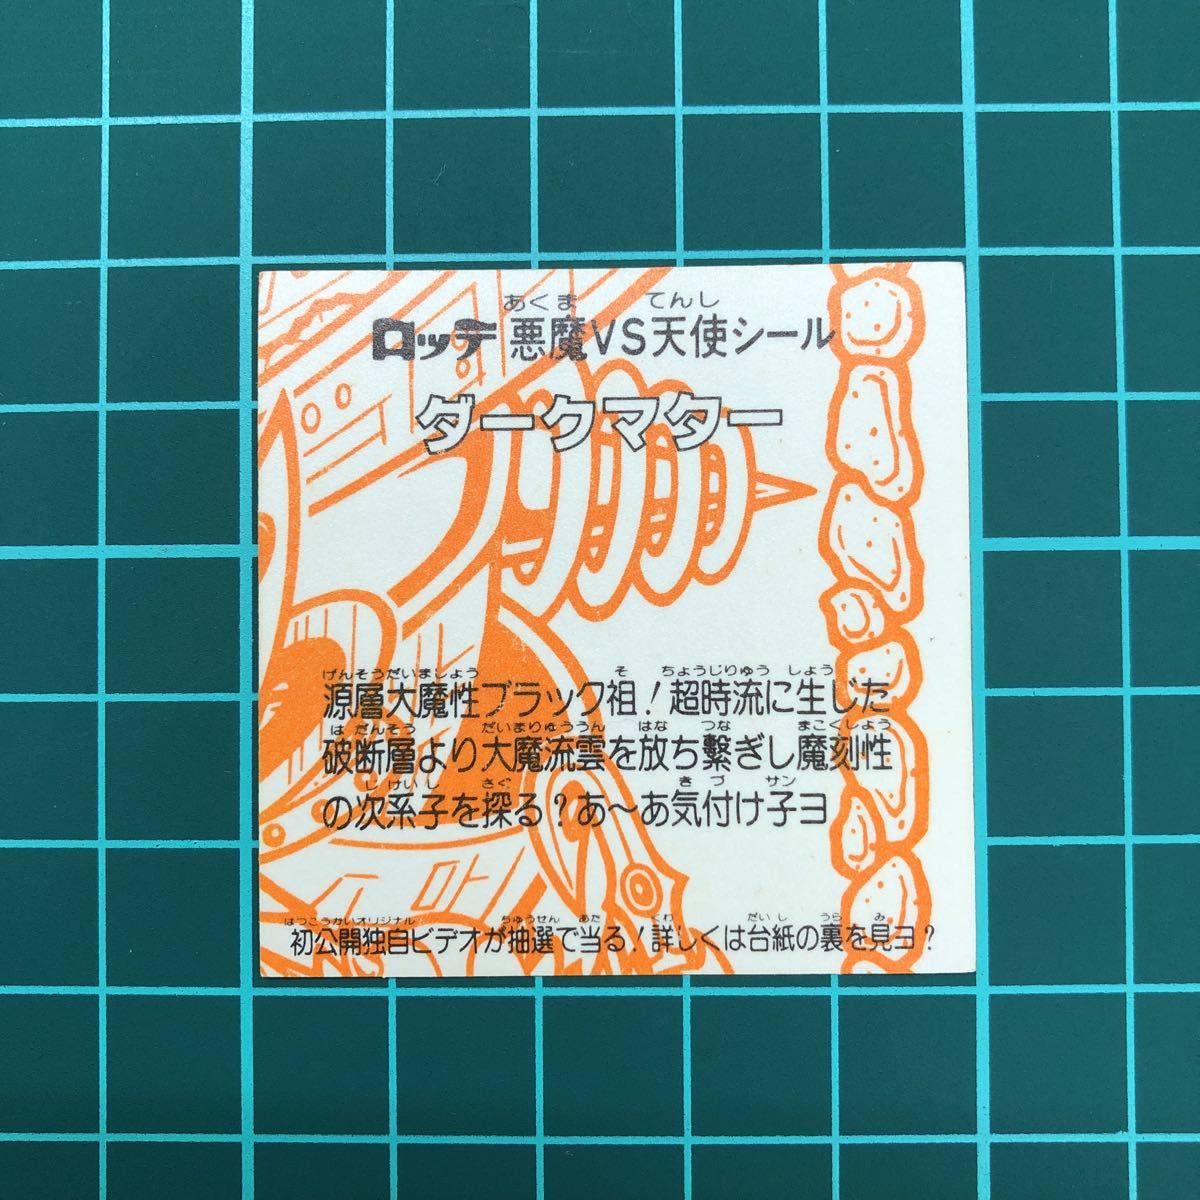 あくま てんし
ロッテ 悪魔VS天使シール
ダークマター
げんそうだいましょう そ ちょうじりゅう しょう
源層大魔性ブラック祖！超時流に生じた
は だんそう だいまりゅううん はな つな まこくしょう
破断層より大魔流雲を放ち繋ぎし魔刻性
じ けいし さぐ き づ サン
の次系子を探る？あ〜あ気付け子ヨ
はつこうかいオリジナル ちゅうせん あた くわ だいし うら み
初公開独自ビデオが抽選で当る！詳しくは台紙の裏を見ヨ？